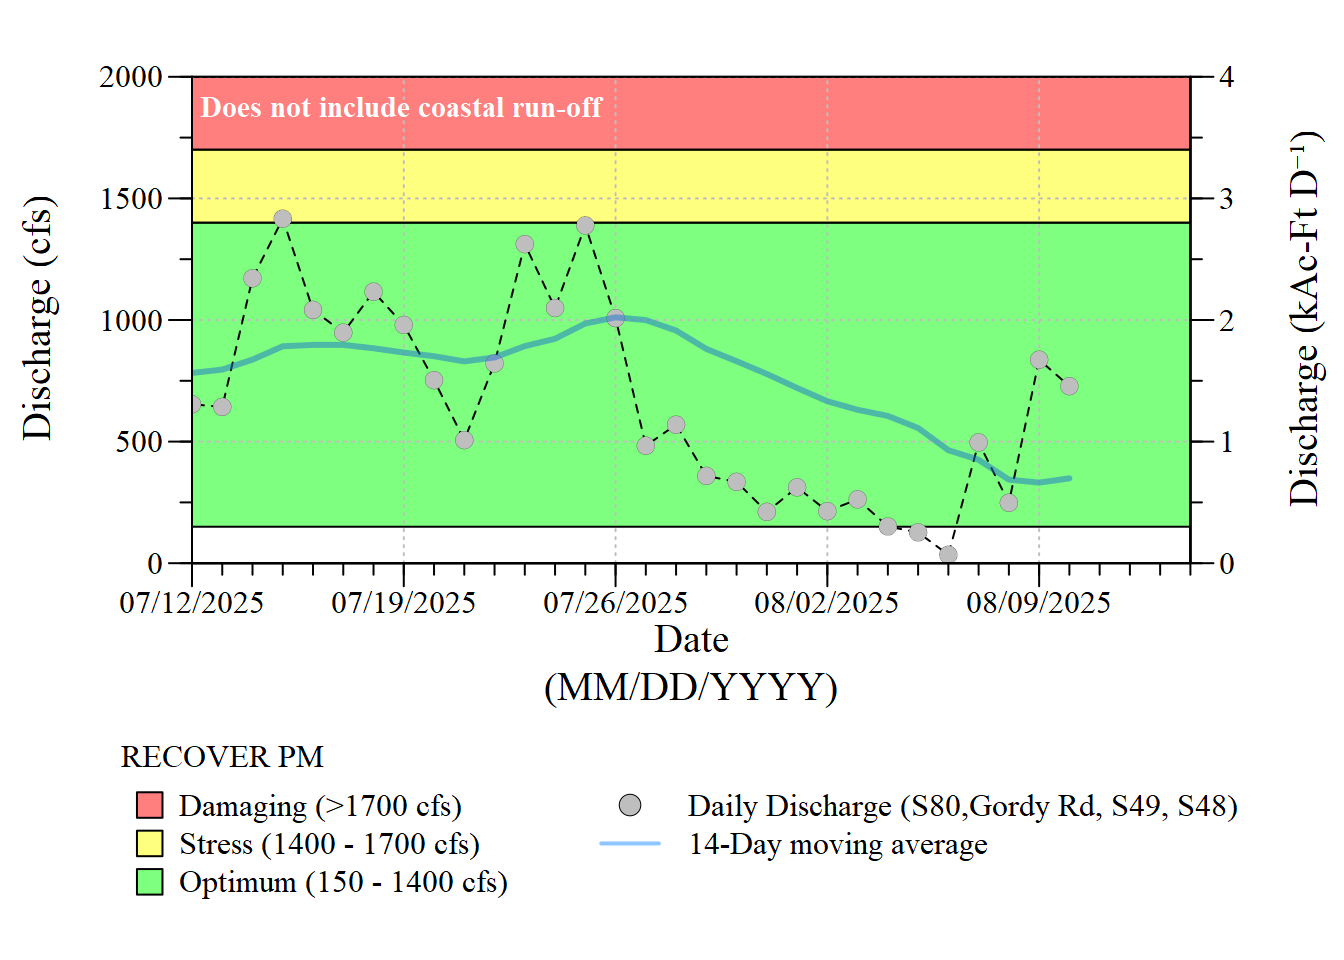 Does not include coastal run-off
Discharge (cfs)
2000
1500
1000
500
0
4
3
2
1
0
Discharge (kAc-Ft D⁻¹)
07/12/2025 07/19/2025 07/26/2025 08/02/2025 08/09/2025
Date
(MM/DD/YYYY)
RECOVER PM
Damaging (>1700 cfs)
Stress (1400 - 1700 cfs)
Optimum (150 - 1400 cfs)
Daily Discharge (S80,Gordy Rd, S49, S48)
14-Day moving average